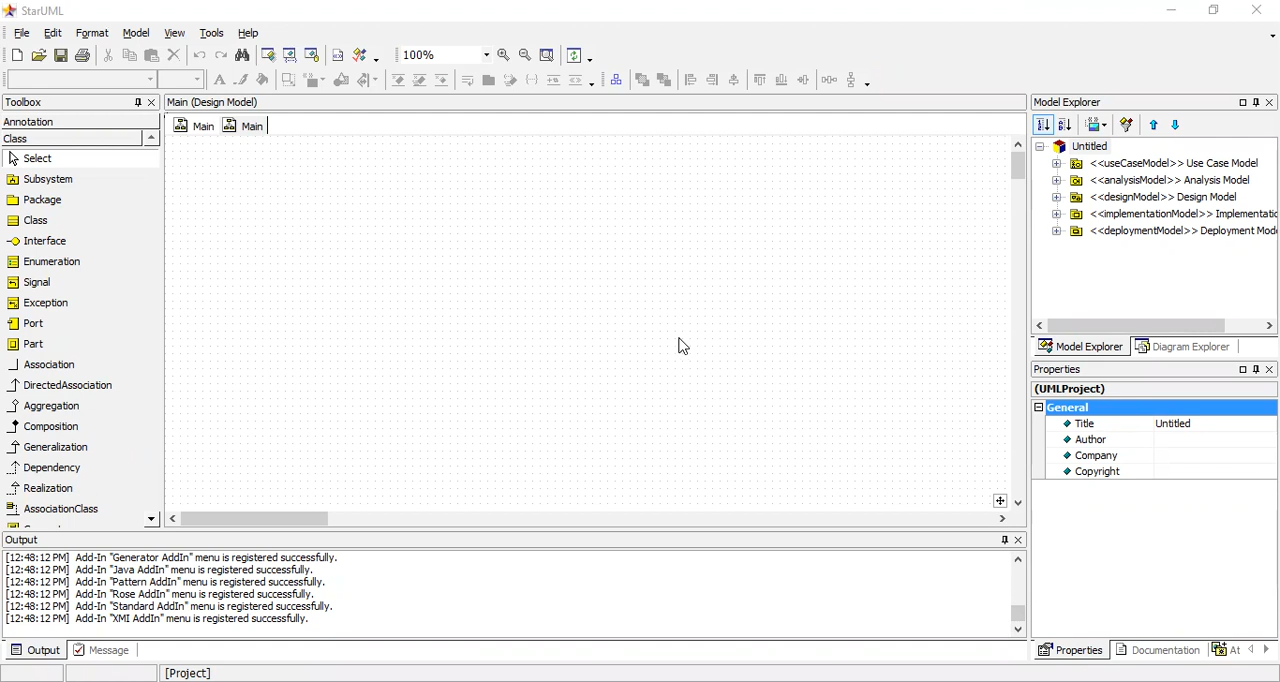 StarUML
File Edit Format Model View Tools Help
100%
Toolbox
Annotation
Class
Select
Subsystem
Package
Class
Interface
Enumeration
Signal
Exception
Port
Part
Association
DirectedAssociation
Aggregation
Composition
Generalization
Dependency
Realization
AssociationClass
Main (Design Model)
Main Main
Model Explorer
Untitled
<<useCaseModel>> Use Case Model
<<analysisModel>> Analysis Model
<<designModel>> Design Model
<<implementationModel>> Implementatio
<<deploymentModel>> Deployment Mode
Model Explorer Diagram Explorer
Properties
(UMLProject)
General
Title Untitled
Author
Company
Copyright
Output
[12:48:12 PM] Add-In "Generator AddIn" menu is registered successfully.
[12:48:12 PM] Add-In "Java AddIn" menu is registered successfully.
[12:48:12 PM] Add-In "Pattern AddIn" menu is registered successfully.
[12:48:12 PM] Add-In "Rose AddIn" menu is registered successfully.
[12:48:12 PM] Add-In "Standard AddIn" menu is registered successfully.
[12:48:12 PM] Add-In "XMI AddIn" menu is registered successfully.
Output Message
Properties Documentation At
[Project]